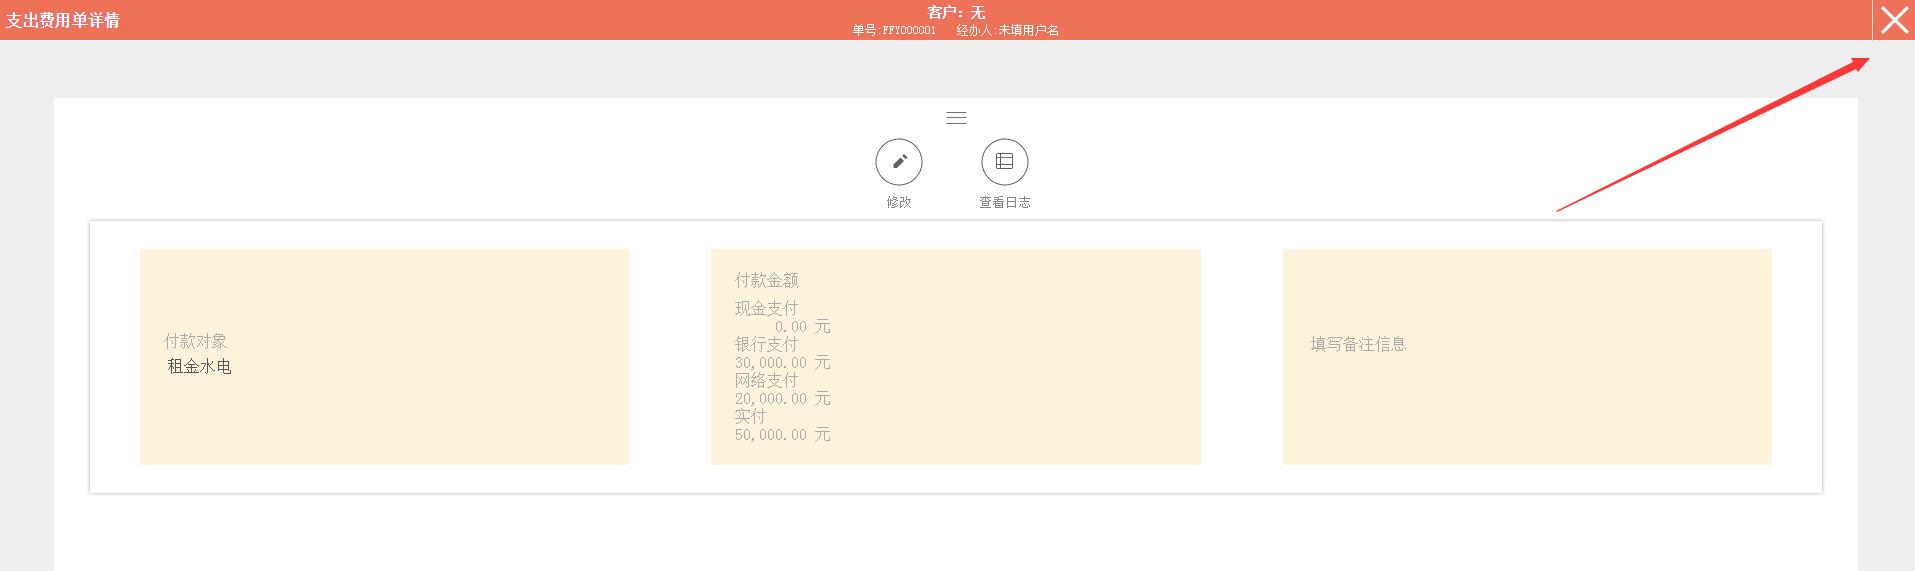 支出费用单详情
客户：无
单号:FFY000001 经办人:未填用户名
修改 查看日志
付款对象
租金水电
付款金额
现金支付
0.00 元
银行支付
30,000.00 元
网络支付
20,000.00 元
实付
50,000.00 元
填写备注信息